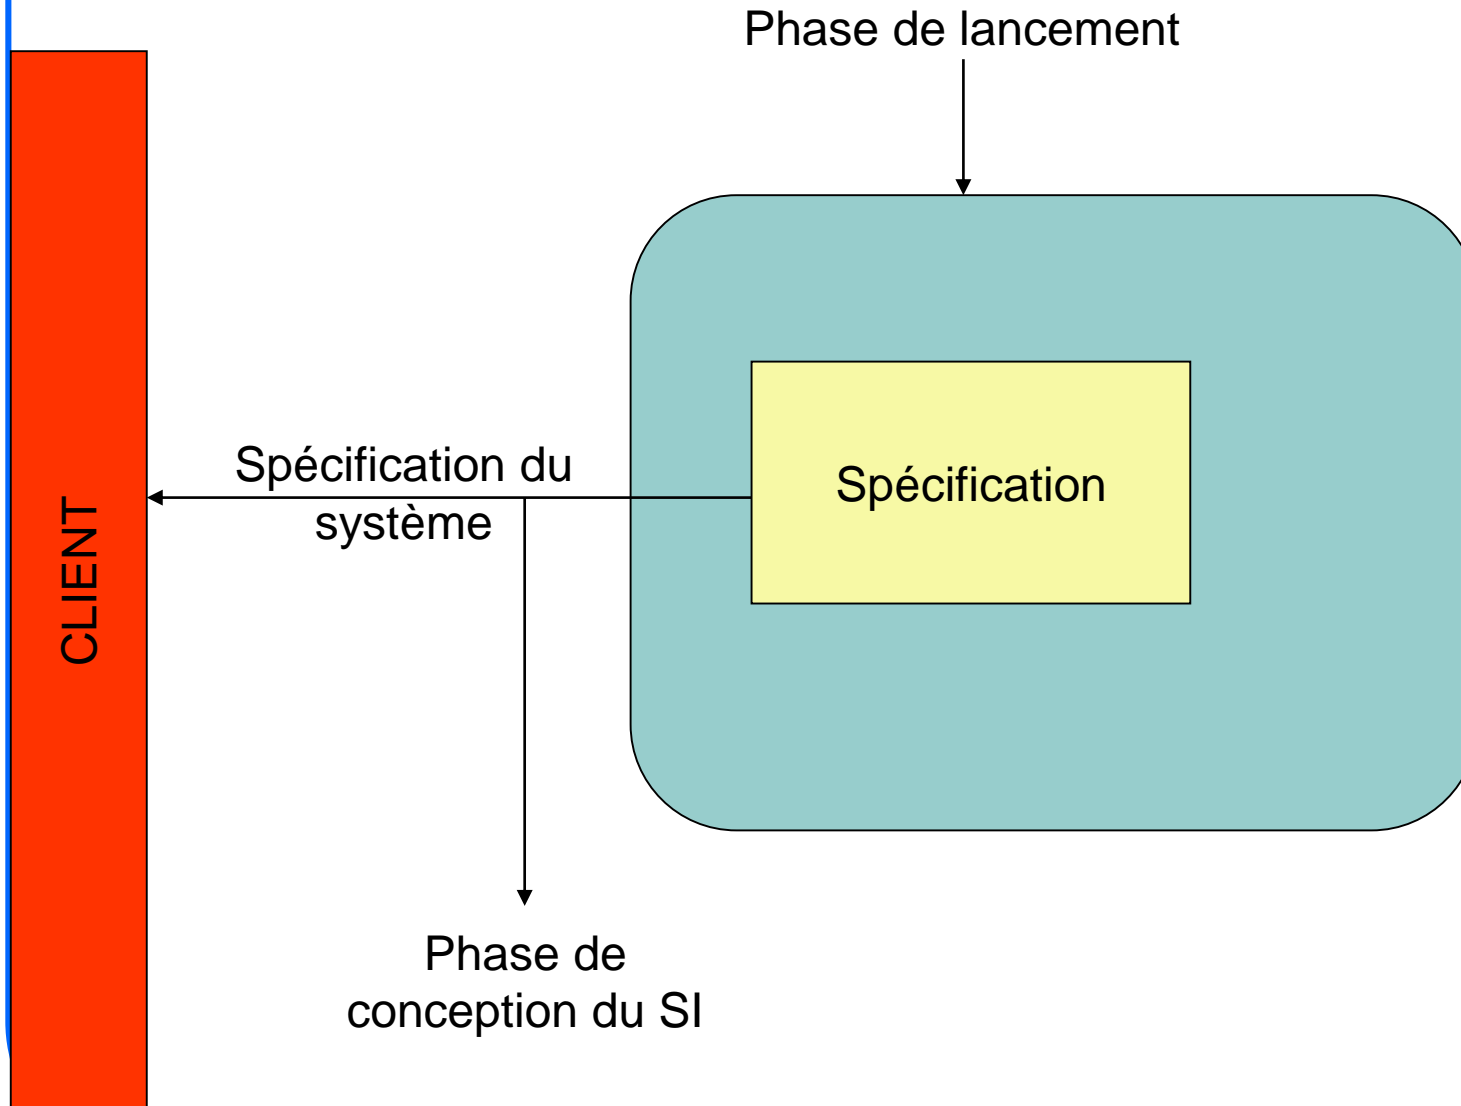 Phase de lancement
Spécification du
système
Spécification
CLIENT
Phase de
conception du SI